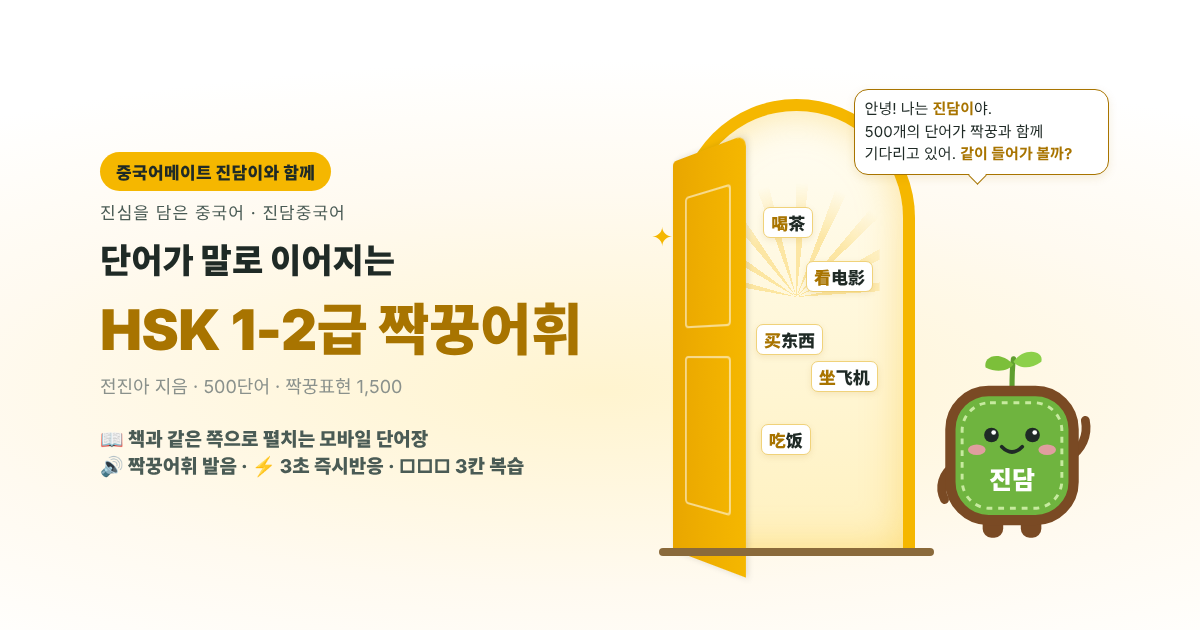 중국어메이트 진담이와 함께
진심을 담은 중국어 · 진담중국어
단어가 말로 이어지는
HSK 1-2급 짝꿍어휘
전진아 지음 · 500단어 · 짝꿍표현 1,500
📖 책과 같은 쪽으로 펼치는 모바일 단어장
🔊 짝꿍어휘 발음 · ⚡ 3초 즉시반응 · □□□ 3칸 복습
안녕! 나는 진담이야.
500개의 단어가 짝꿍과 함께
기다리고 있어. 같이 들어가 볼까?
喝茶
看电影
买东西
坐飞机
吃饭
진담